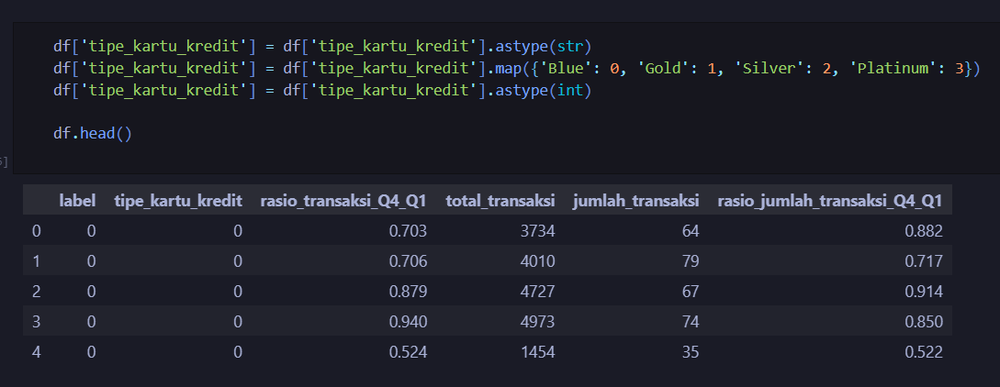 df['tipe_kartu_kredit'] = df['tipe_kartu_kredit'].astype(str)
df['tipe_kartu_kredit'] = df['tipe_kartu_kredit'].map({'Blue': 0, 'Gold': 1, 'Silver': 2, 'Platinum': 3})
df['tipe_kartu_kredit'] = df['tipe_kartu_kredit'].astype(int)
df.head()
label tipe_kartu_kredit rasio_transaksi_Q4_Q1 total_transaksi jumlah_transaksi rasio_jumlah_transaksi_Q4_Q1
0 0 0 0.703 3734 64 0.882
1 0 0 0.706 4010 79 0.717
2 0 0 0.879 4727 67 0.914
3 0 0 0.940 4973 74 0.850
4 0 0 0.524 1454 35 0.522